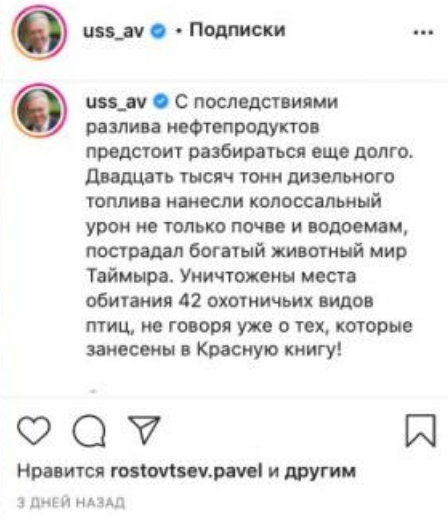 uss_av • Подписки
uss_av С последствиями
разлива нефтепродуктов
предстоит разбираться еще долго.
Двадцать тысяч тонн дизельного
топлива нанесли колоссальный
урон не только почве и водоемам,
пострадал богатый животный мир
Таймыра. Уничтожены места
обитания 42 охотничьих видов
птиц, не говоря уже о тех, которые
занесены в Красную книгу!
Нравится rostovtsev.pavel и другим
3 ДНЕЙ НАЗАД